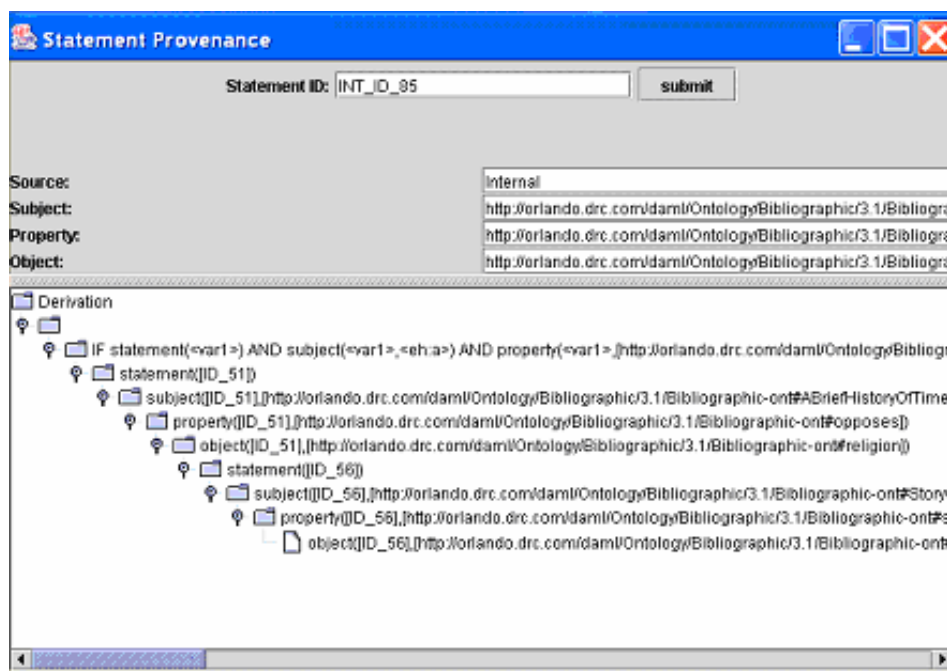 Statement Provenance
Statement ID: INT_ID_85 submit
Source: Internal
Subject: http://orlando.drc.com/daml/Ontology/Bibliographic/3.1/Bibliogra
Property: http://orlando.drc.com/daml/Ontology/Bibliographic/3.1/Bibliogra
Object: http://orlando.drc.com/daml/Ontology/Bibliographic/3.1/Bibliogra
Derivation
IF statement(<var1>) AND subject(<var1>,<eh:a>) AND property(<var1>,[http://orlando.drc.com/daml/Ontology/Bibliog
statement([ID_51])
subject([ID_51],[http://orlando.drc.com/daml/Ontology/Bibliographic/3.1/Bibliographic-ont#ABriefHistoryOfTime
property([ID_51],[http://orlando.drc.com/daml/Ontology/Bibliographic/3.1/Bibliographic-ont#opposes])
object([ID_51],[http://orlando.drc.com/daml/Ontology/Bibliographic/3.1/Bibliographic-ont#religion])
statement([ID_56])
subject([ID_56],[http://orlando.drc.com/daml/Ontology/Bibliographic/3.1/Bibliographic-ont#Story
property([ID_56],[http://orlando.drc.com/daml/Ontology/Bibliographic/3.1/Bibliographic-ont#s
object([ID_56],[http://orlando.drc.com/daml/Ontology/Bibliographic/3.1/Bibliographic-ont#